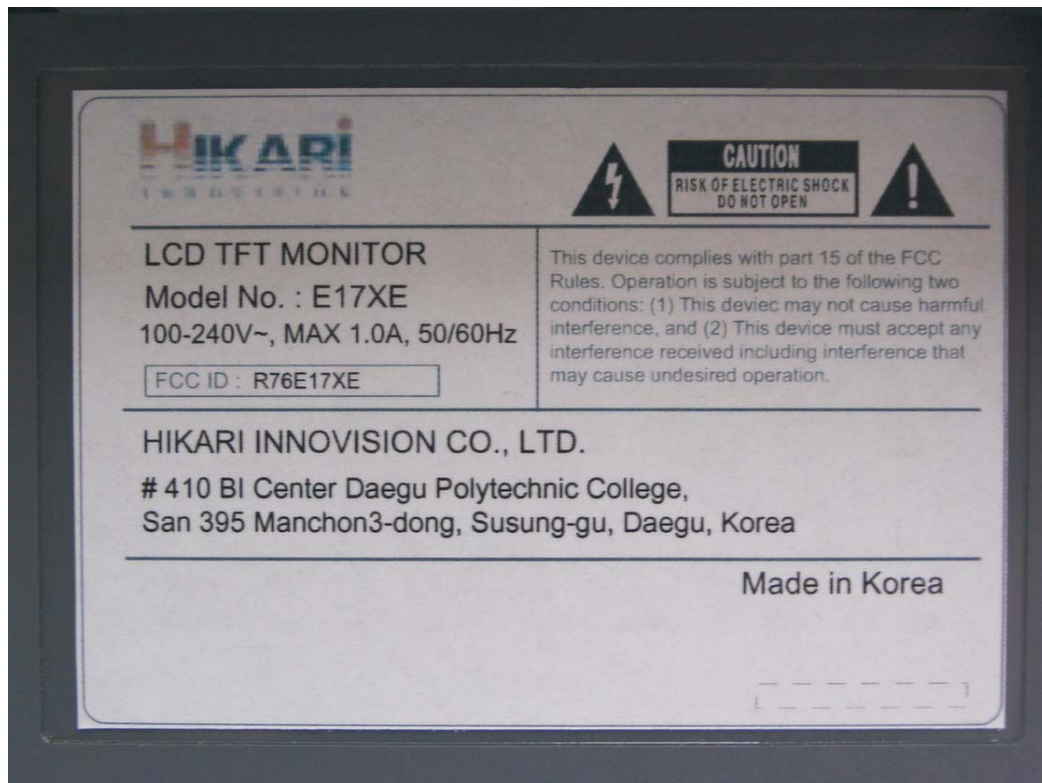 HIKARI
CAUTION
RISK OF ELECTRIC SHOCK
DO NOT OPEN
LCD TFT MONITOR
Model No. : E17XE
100-240V~, MAX 1.0A, 50/60Hz
FCC ID : R76E17XE
This device complies with part 15 of the FCC
Rules. Operation is subject to the following two
conditions: (1) This deviec may not cause harmful
interference, and (2) This device must accept any
interference received including interference that
may cause undesired operation.
HIKARI INNOVISION CO., LTD.
# 410 BI Center Daegu Polytechnic College,
San 395 Manchon3-dong, Susung-gu, Daegu, Korea
Made in Korea